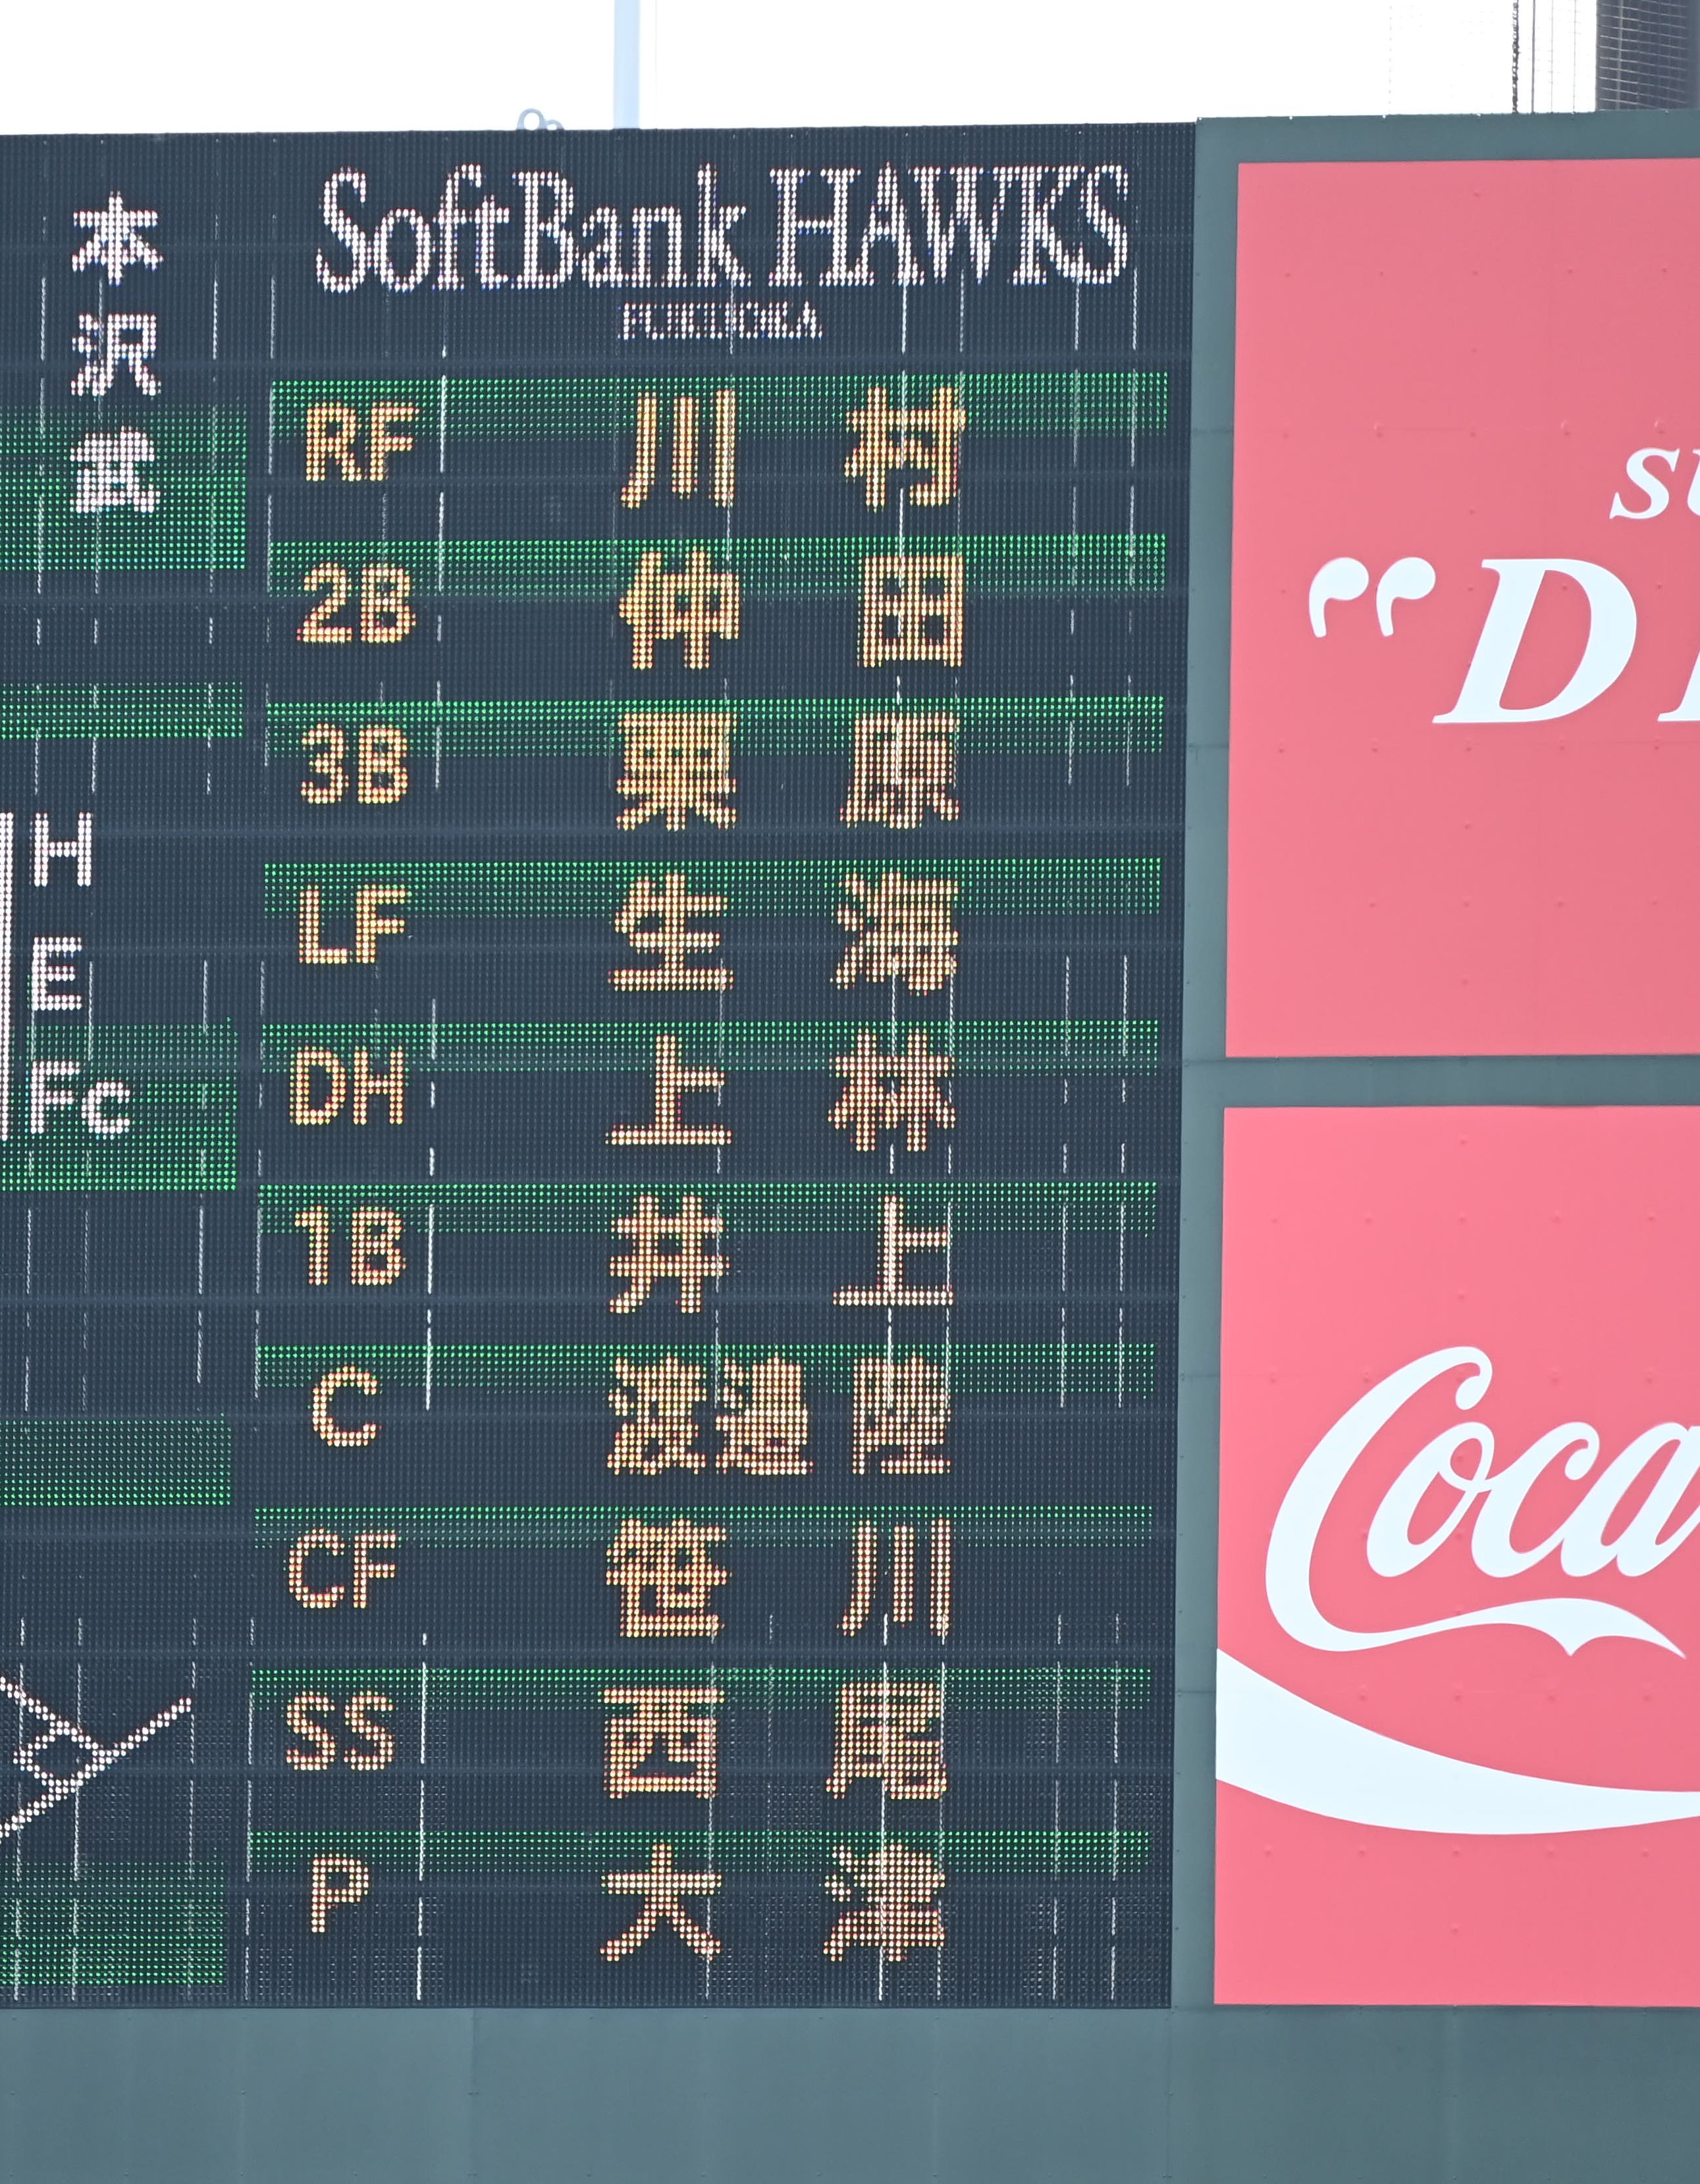 本
沢
武
H
E
Fc
SoftBank HAWKS
FUKUOKA
RF 川村
2B 仲田
3B 栗原
LF 生海
DH 上林
1B 井上
C 渡邉陸
CF 笹川
SS 西尾
P 大津
Coca